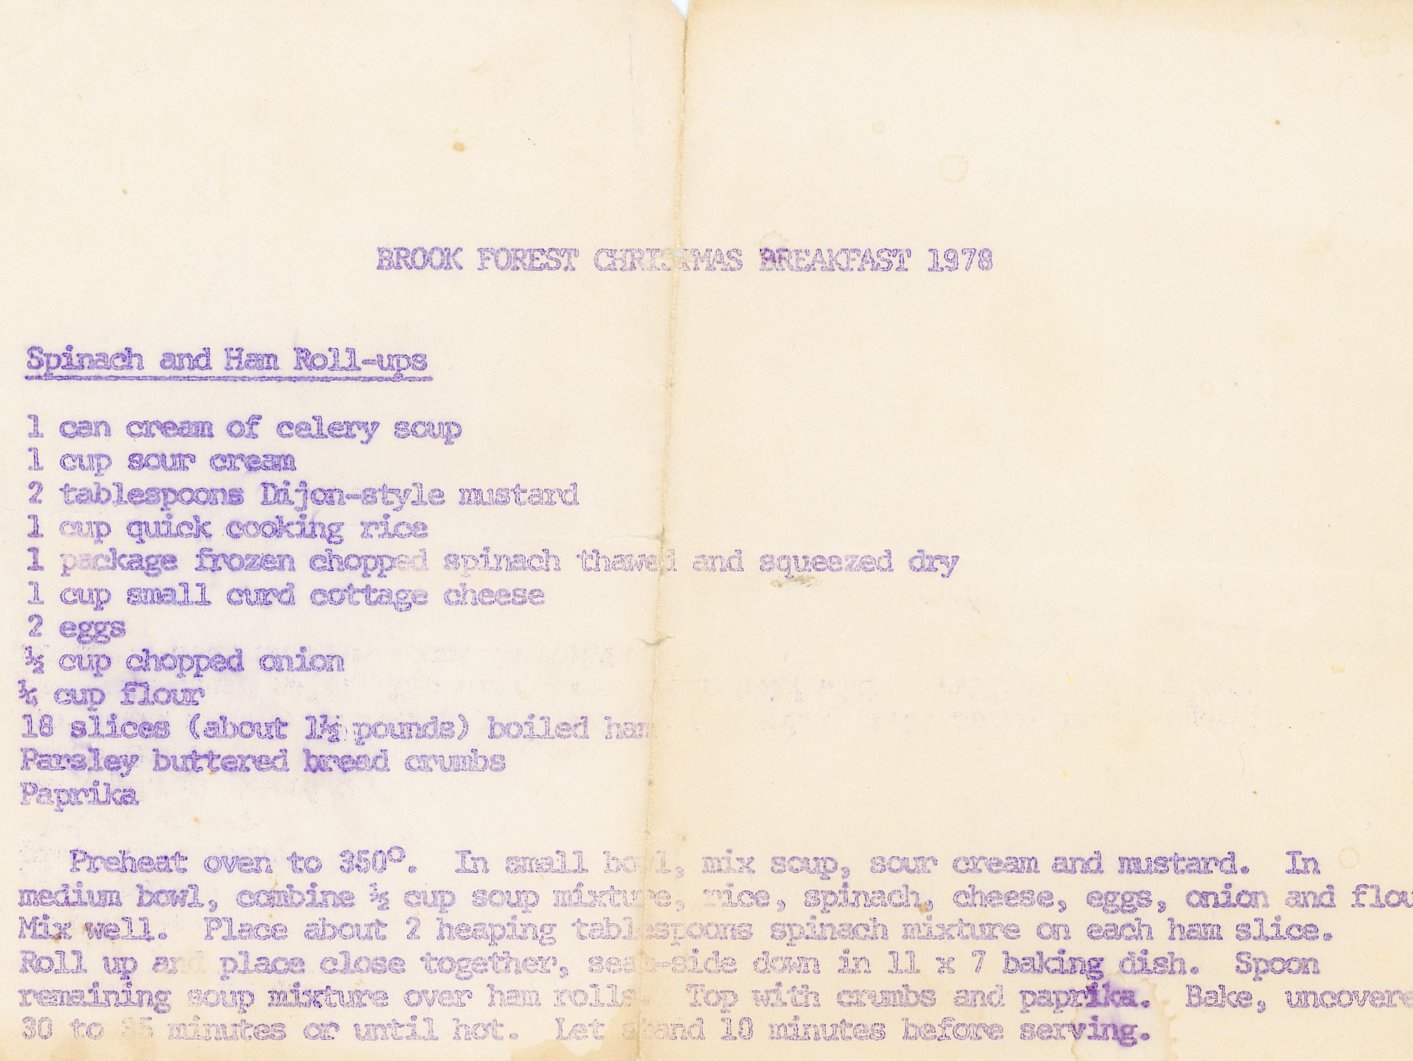 BROOK FOREST CHRISTMAS BREAKFAST 1978
Spinach and Ham Roll-ups
1 can cream of celery soup
1 cup sour cream
2 tablespoons Dijon-style mustard
1 cup quick cooking rice
1 package frozen chopped spinach thawed and squeezed dry
1 cup small curd cottage cheese
2 eggs
½ cup chopped onion
¼ cup flour
18 slices (about 1½ pounds) boiled ham
Parsley buttered bread crumbs
Paprika
Preheat oven to 350°. In small bowl, mix soup, sour cream and mustard. In
medium bowl, combine ½ cup soup mixture, rice, spinach, cheese, eggs, onion and flou
Mix well. Place about 2 heaping tablespoons spinach mixture on each ham slice.
Roll up and place close together, seam-side down in 11 x 7 baking dish. Spoon
remaining soup mixture over ham rolls. Top with crumbs and paprika. Bake, uncovere
30 to minutes or until hot. Let stand 10 minutes before serving.